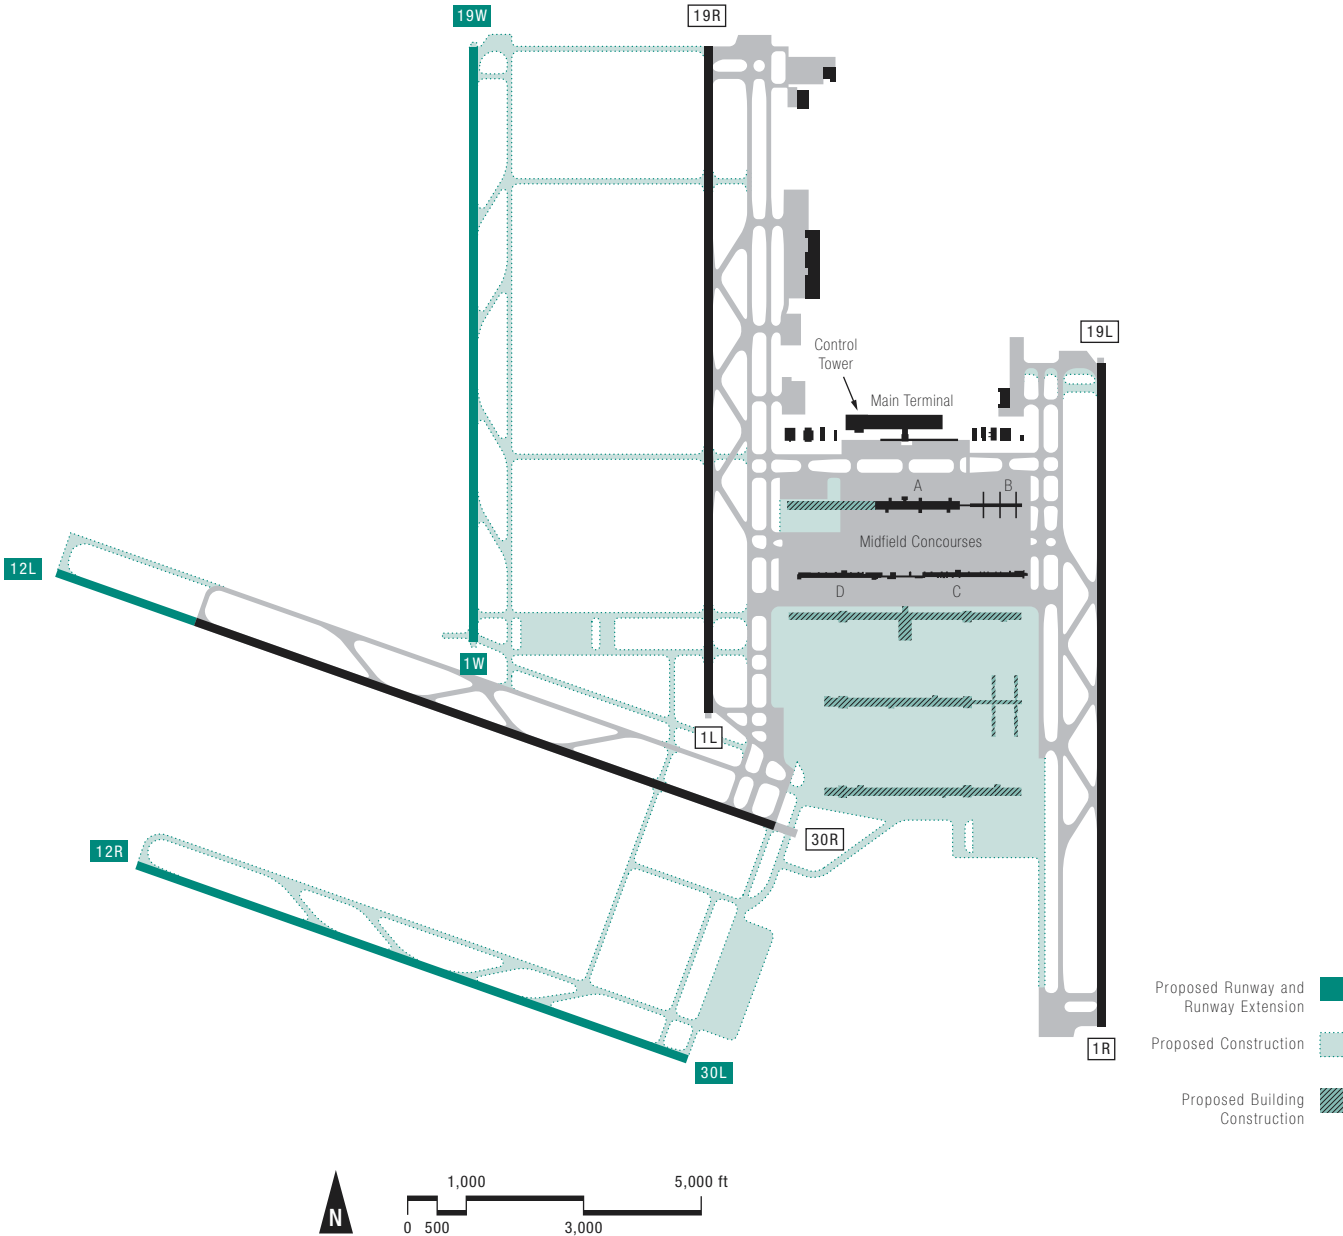 19W
19R
19L
Control
Tower
Main Terminal
A
B
Midfield Concourses
12L
D
C
1W
1L
30R
12R
Proposed Runway and
Runway Extension
Proposed Construction
1R
30L
Proposed Building
Construction
1,000
5,000 ft
N
0
500
3,000